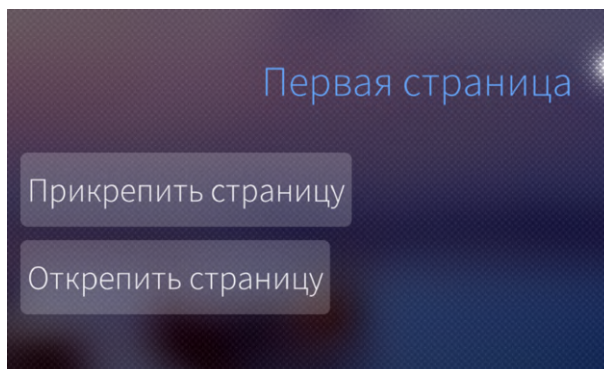 Первая страница
Прикрепить страницу
Открепить страницу